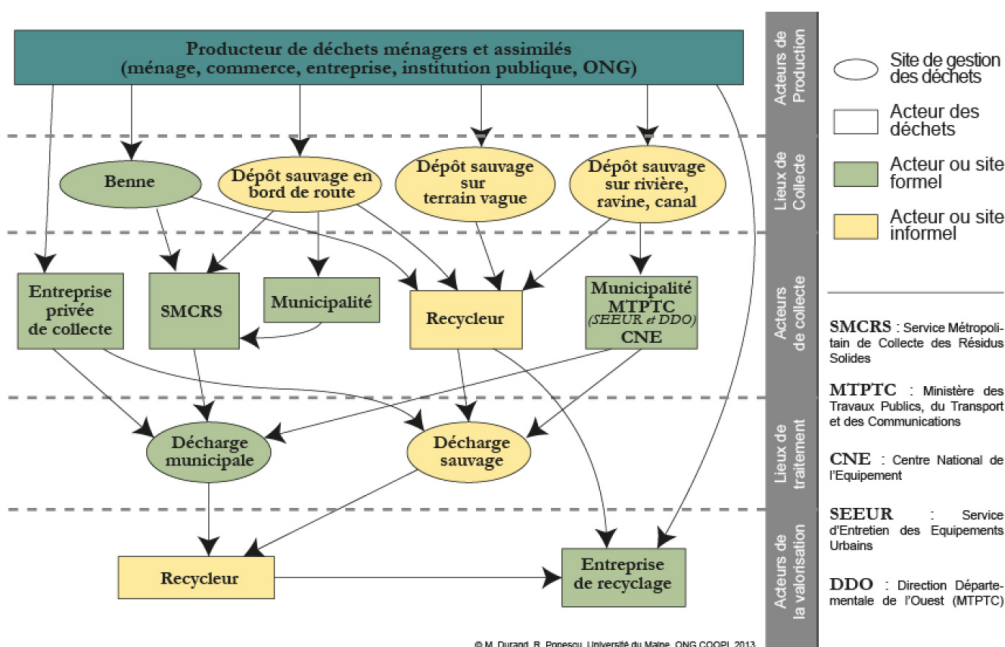 Producteur de déchets ménagers et assimilés
(ménage, commerce, entreprise, institution publique, ONG)
Acteurs de
Production
Benne
Dépôt sauvage en
bord de route
Dépôt sauvage
sur
terrain vague
Dépôt sauvage
sur rivière,
ravine, canal
Lieux de
Collecte
Entreprise
privée
de collecte
SMCRS
Municipalité
Recycleur
Municipalité
MTPTC
(SEEUR et DDO)
CNE
Acteurs
de collecte
Décharge
municipale
Décharge
sauvage
Lieux de
traitement
Recycleur
Entreprise
de recyclage
Acteurs de
la valorisation
Site de gestion
des déchets
Acteur des
déchets
Acteur ou site
formel
Acteur ou site
informel
SMCRS : Service Métropoli-
tain de Collecte des Résidus
Solides
MTPTC : Ministère des
Travaux Publics, du Transport
et des Communications
CNE : Centre National de
l'Equipement
SEEUR : Service
d'Entretien des Equipements
Urbains
DDO : Direction Départe-
mentale de l'Ouest (MTPTC)
© M. Durand, R. Popescu, Université du Maine, ONG COOPI, 2013